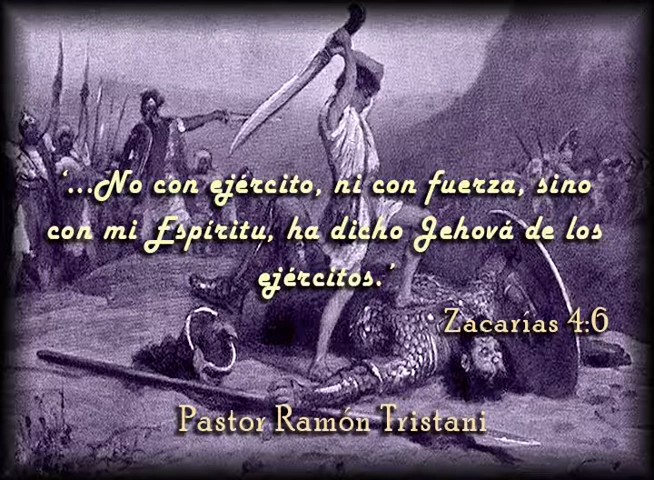 ‘...No con ejército, ni con fuerza, sino
con mi Espíritu, ha dicho Jehová de los
ejércitos.’
Zacarías 4:6
Pastor Ramón Tristani